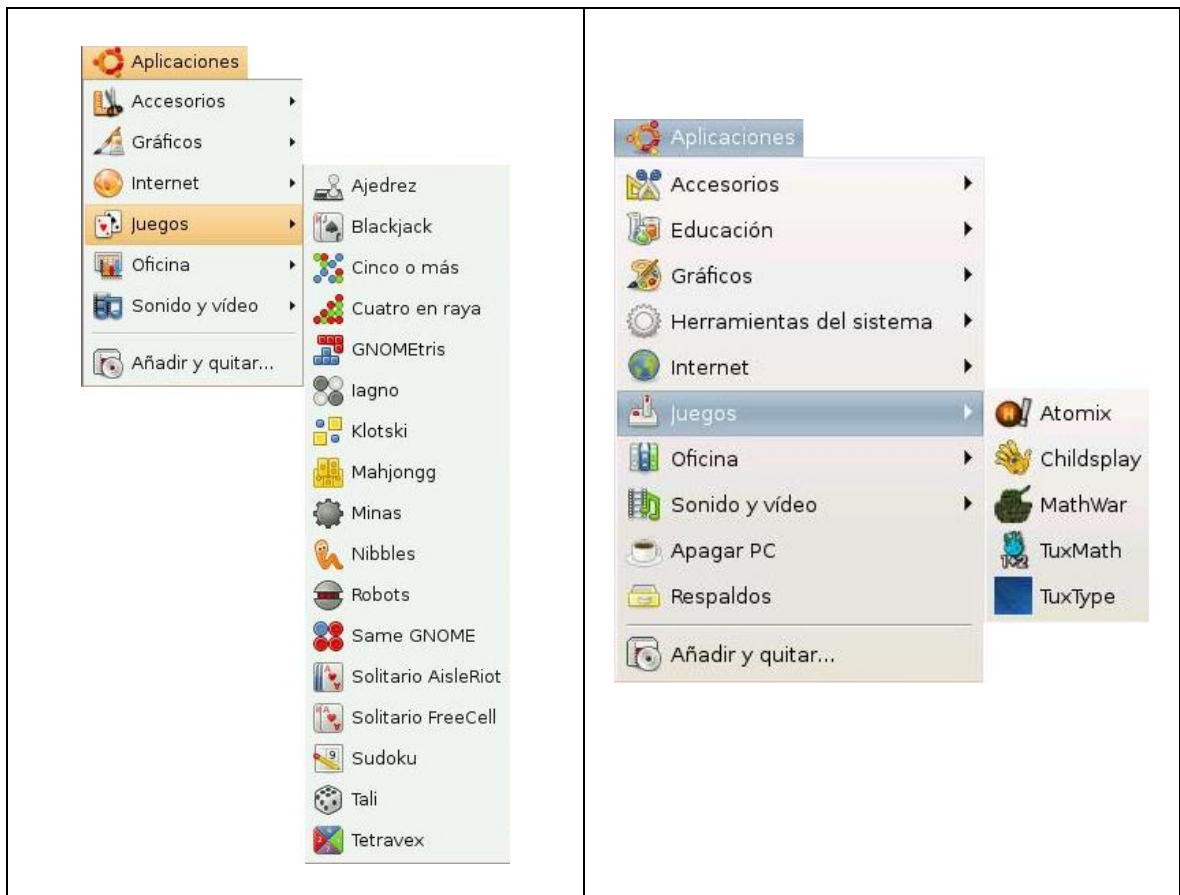 Aplicaciones
Accesorios
Gráficos
Internet
Juegos
Oficina
Sonido y vídeo
Añadir y quitar...
Ajedrez
Blackjack
Cinco o más
Cuatro en raya
GNOMEtris
Iagno
Klotski
Mahjongg
Minas
Nibbles
Robots
Same GNOME
Solitario AisleRiot
Solitario FreeCell
Sudoku
Tali
Tetravex
Aplicaciones
Accesorios
Educación
Gráficos
Herramientas del sistema
Internet
Juegos
Oficina
Sonido y vídeo
Apagar PC
Respaldos
Añadir y quitar...
Atomix
Childsplay
MathWar
TuxMath
TuxType